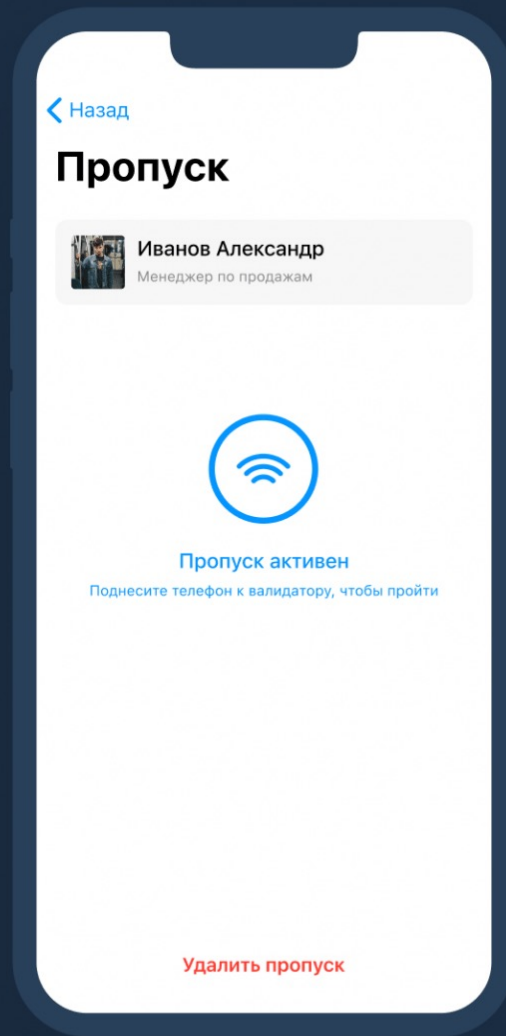 Назад
Пропуск
Иванов Александр
Менеджер по продажам
Пропуск активен
Поднесите телефон к валидатору, чтобы пройти
Удалить пропуск